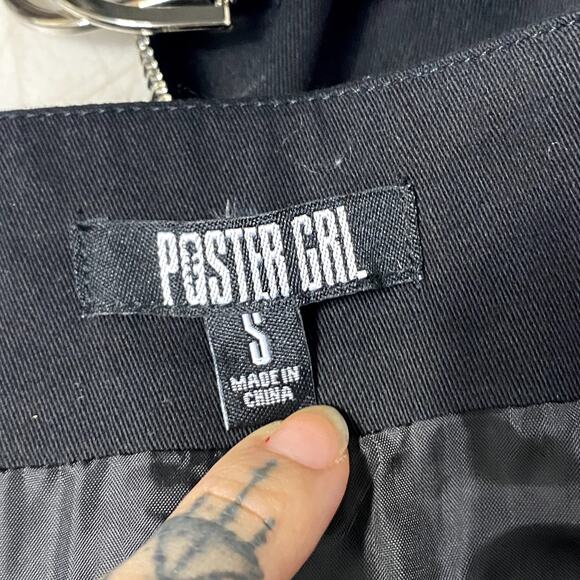 POSTER GRL
S
MADE IN
CHINA